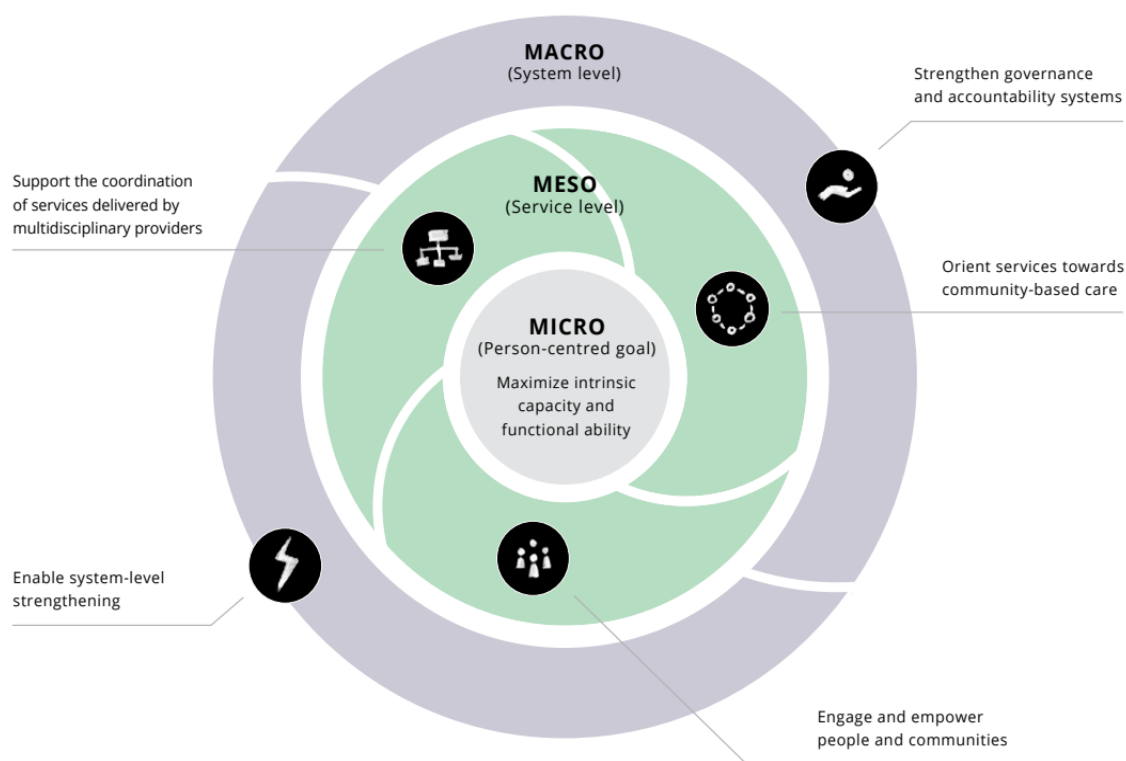 MACRO
(System level)
Strengthen governance
and accountability systems
Support the coordination
of services delivered by
multidisciplinary providers
MESO
(Service level)
Orient services towards
community-based care
MICRO
(Person-centred goal)
Maximize intrinsic
capacity and
functional ability
Enable system-level
strengthening
Engage and empower
people and communities